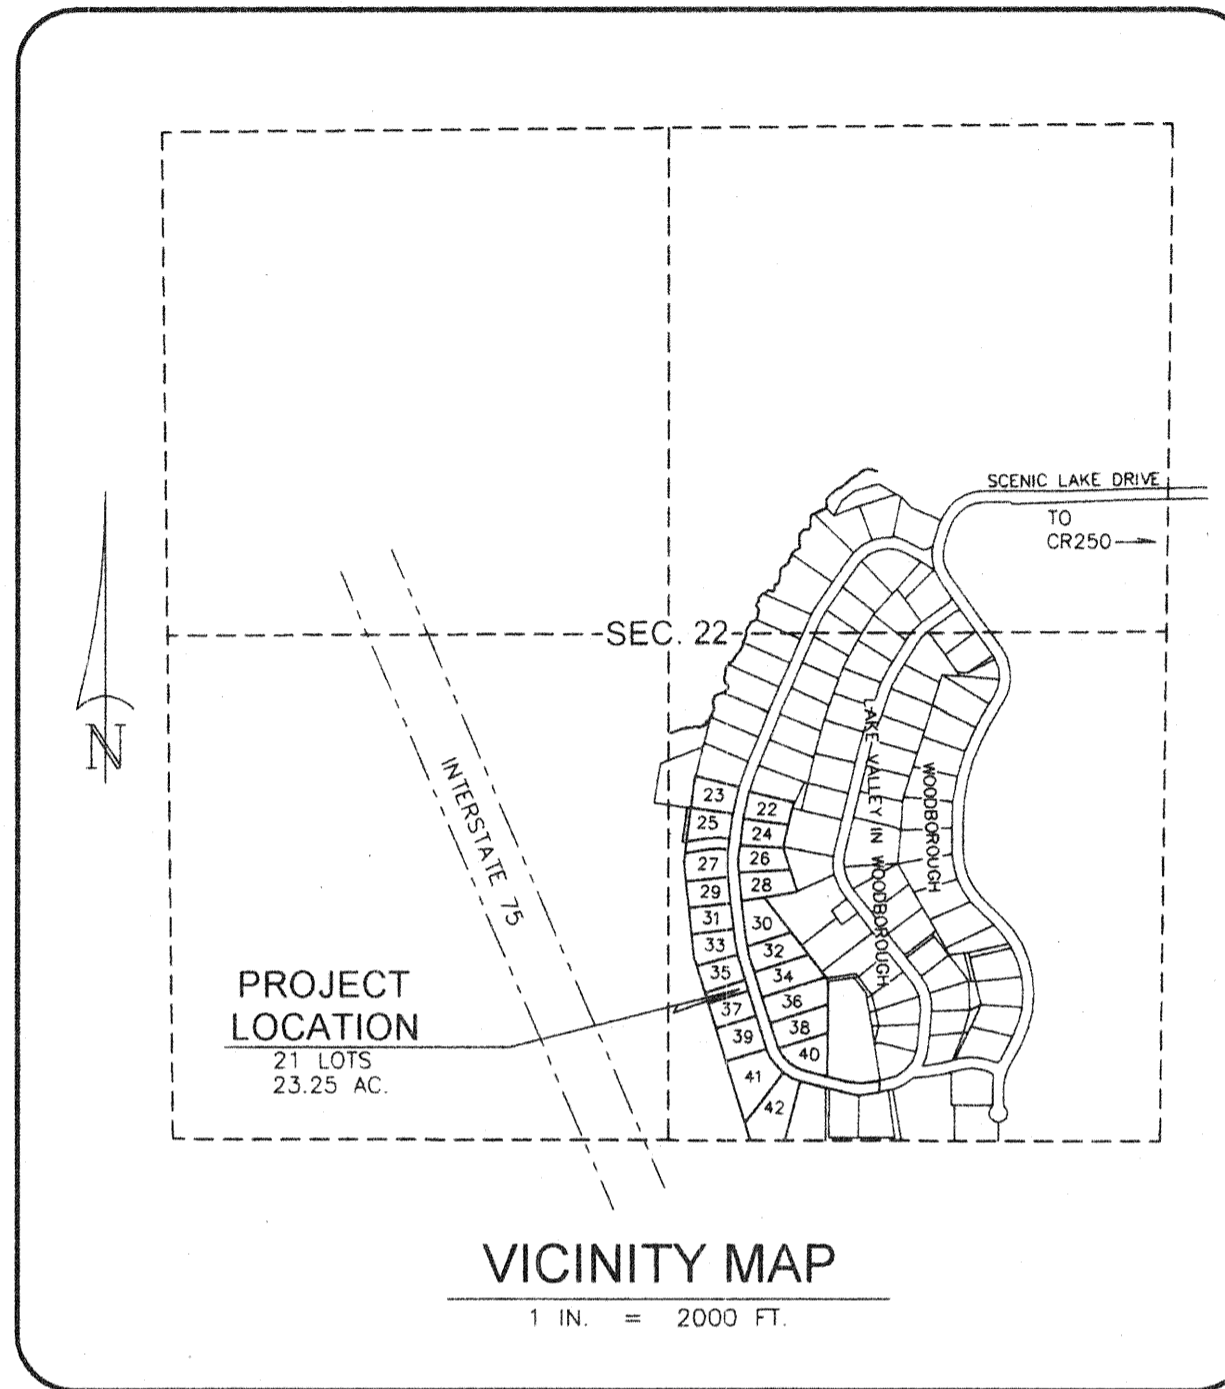 SCENIC LAKE DRIVE
TO
CR250
SEC. 22
N
INTERSTATE 75
LAKE VALLEY IN WOODBOROUGH
WOODBOROUGH
23
22
25
24
27
26
29
28
31
30
33
32
35
34
37
36
39
38
41
40
42
PROJECT
LOCATION
21 LOTS
23.25 AC.
VICINITY MAP
1 IN. = 2000 FT.